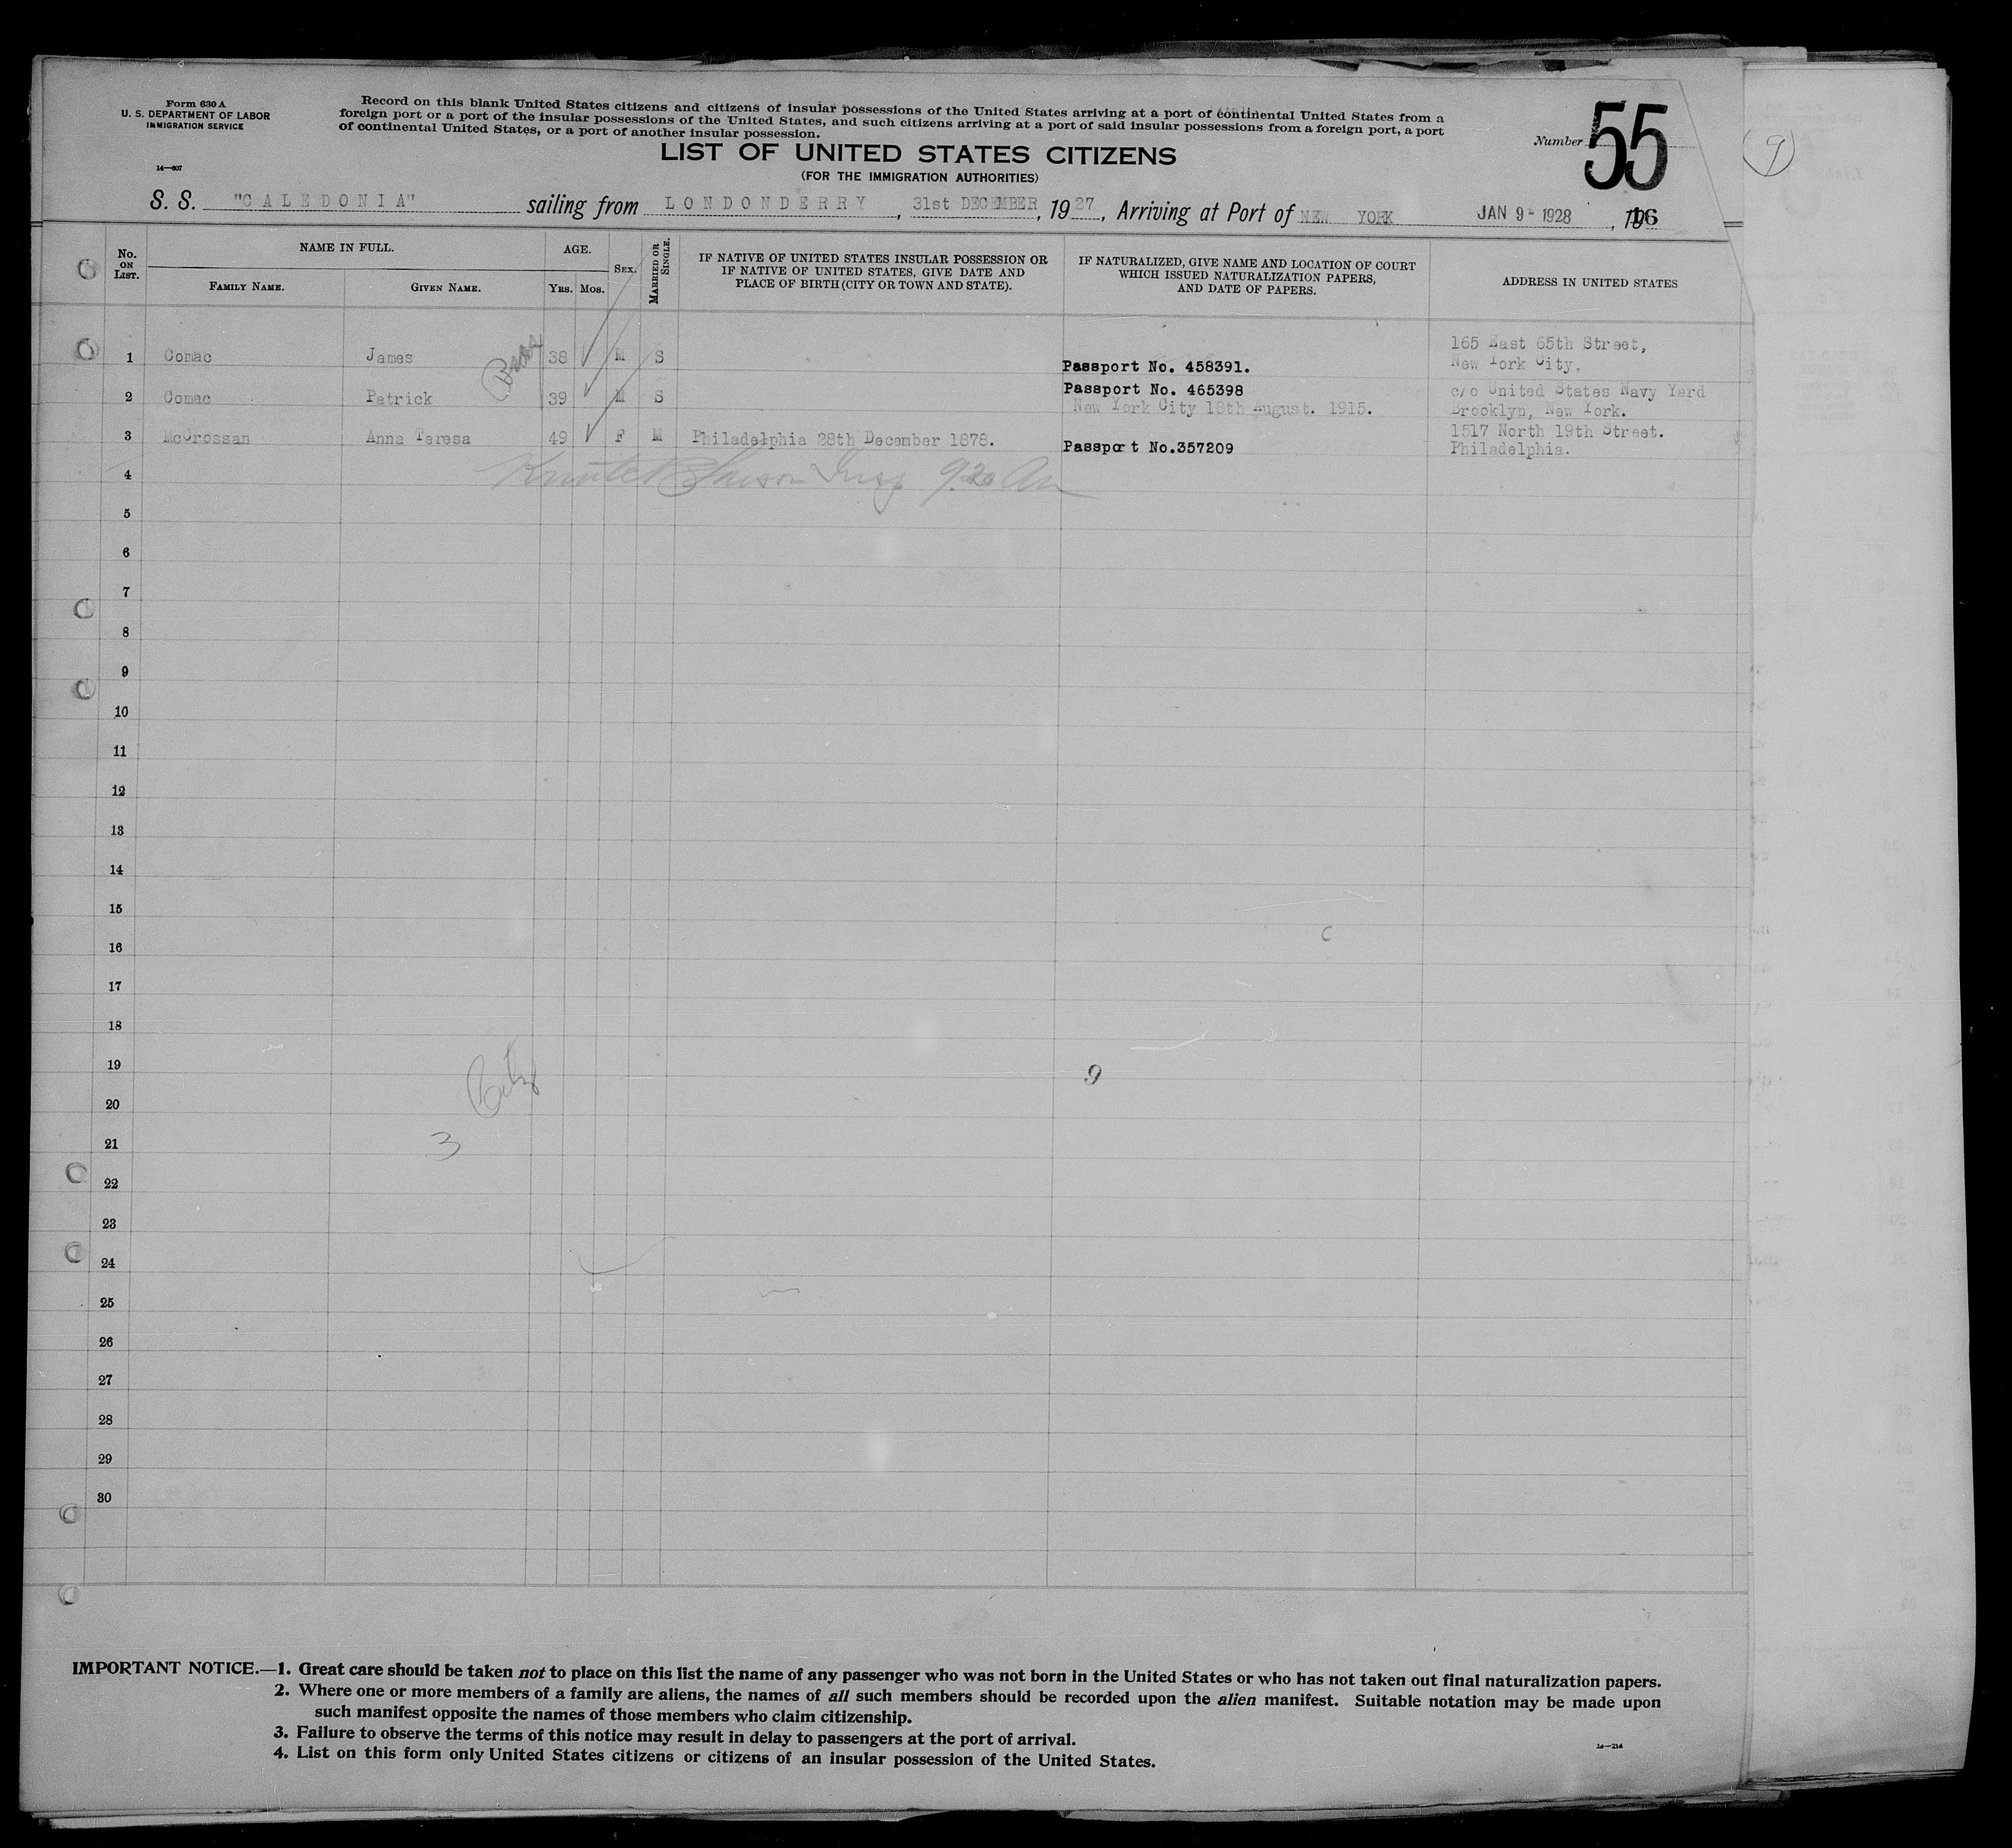 Form 630 A
U. S. DEPARTMENT OF LABOR
IMMIGRATION SERVICE
14—607
Record on this blank United States citizens and citizens of insular possessions of the United States arriving at a port of continental United States from a
foreign port or a port of the insular possessions of the United States, and such citizens arriving at a port of said insular possessions from a foreign port, a port
of continental United States, or a port of another insular possession.
LIST OF UNITED STATES CITIZENS
(FOR THE IMMIGRATION AUTHORITIES)
Number 55
9
S. S. "CALEDONIA" sailing from LONDONDERRY, 31st DECEMBER, 1927, Arriving at Port of NEW YORK JAN 9- 1928, 19 16
No. ON LIST.
NAME IN FULL.
FAMILY NAME.
GIVEN NAME.
AGE.
YRS. MOS.
SEX.
MARRIED OR SINGLE.
IF NATIVE OF UNITED STATES INSULAR POSSESSION OR
IF NATIVE OF UNITED STATES, GIVE DATE AND
PLACE OF BIRTH (CITY OR TOWN AND STATE).
IF NATURALIZED, GIVE NAME AND LOCATION OF COURT
WHICH ISSUED NATURALIZATION PAPERS,
AND DATE OF PAPERS.
ADDRESS IN UNITED STATES
165 East 65th Street,
1 Comac James 38 M S Passport No. 458391. New York City,
2 Comac Patrick 39 M S Passport No. 465398 c/o United States Navy Yard
New York City 18th August. 1915. Brooklyn, New York.
3 McCrossan Anna Teresa 49 F M Philadelphia 28th December 1878. 1517 North 19th Street.
Passport No.357209 Philadelphia.
4 9.20 Am
5
6
7
8
9
10
11
12
13
14
15
16 C
17
18
19 9
20
21 3
22
23
24
25
26
27
28
29
30
IMPORTANT NOTICE.—1. Great care should be taken not to place on this list the name of any passenger who was not born in the United States or who has not taken out final naturalization papers.
2. Where one or more members of a family are aliens, the names of all such members should be recorded upon the alien manifest. Suitable notation may be made upon
such manifest opposite the names of those members who claim citizenship.
3. Failure to observe the terms of this notice may result in delay to passengers at the port of arrival.
4. List on this form only United States citizens or citizens of an insular possession of the United States.
14—214